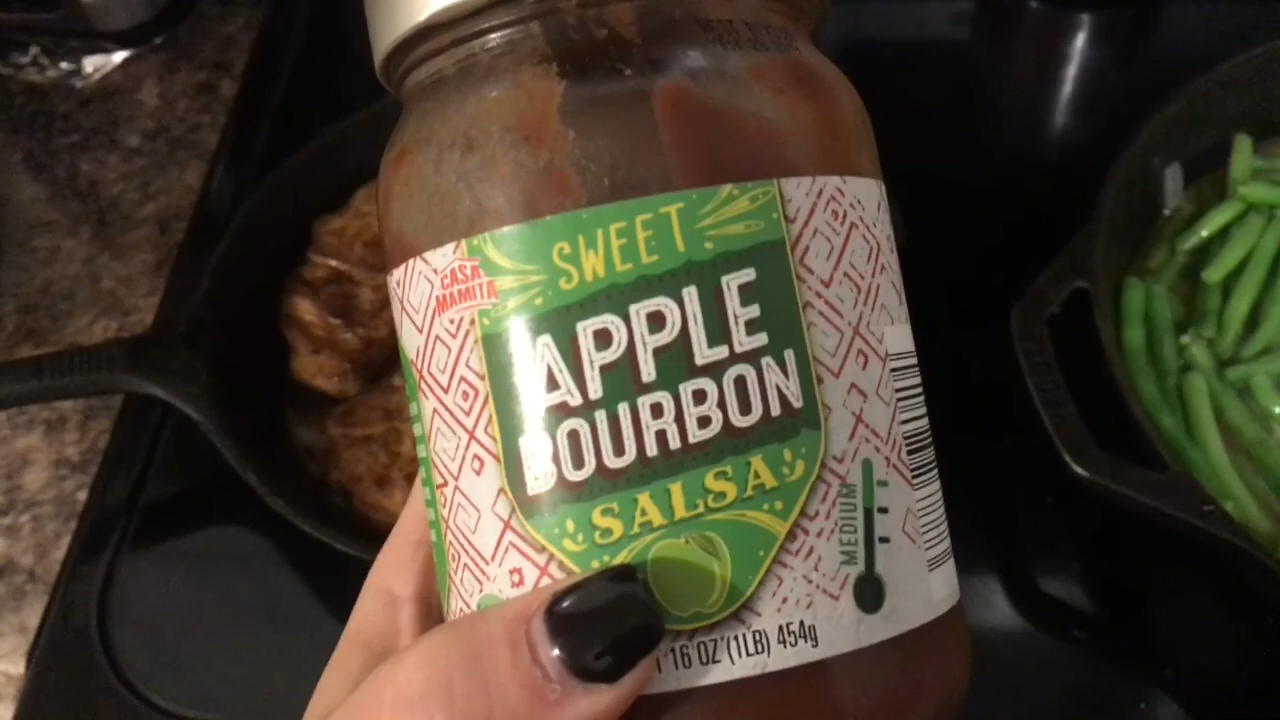 SWEET
CASA
MAMITA
APPLE
BOURBON
SALSA
MEDIUM
16 OZ (1LB) 454g